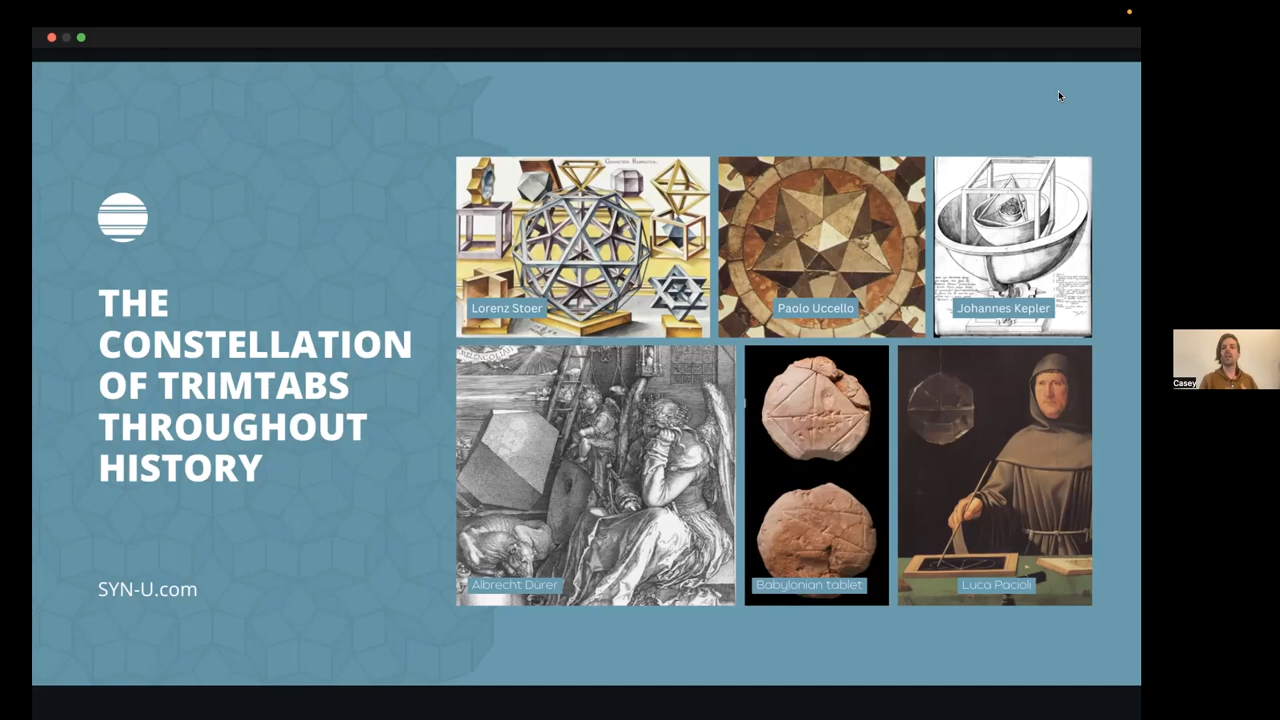 THE
CONSTELLATION
OF TRIMTABS
THROUGHOUT
HISTORY
SYN-U.com
Lorenz Stoer
Paolo Uccello
Johannes Kepler
Albrecht Dürer
Babylonian tablet
Luca Pacioli
Casey